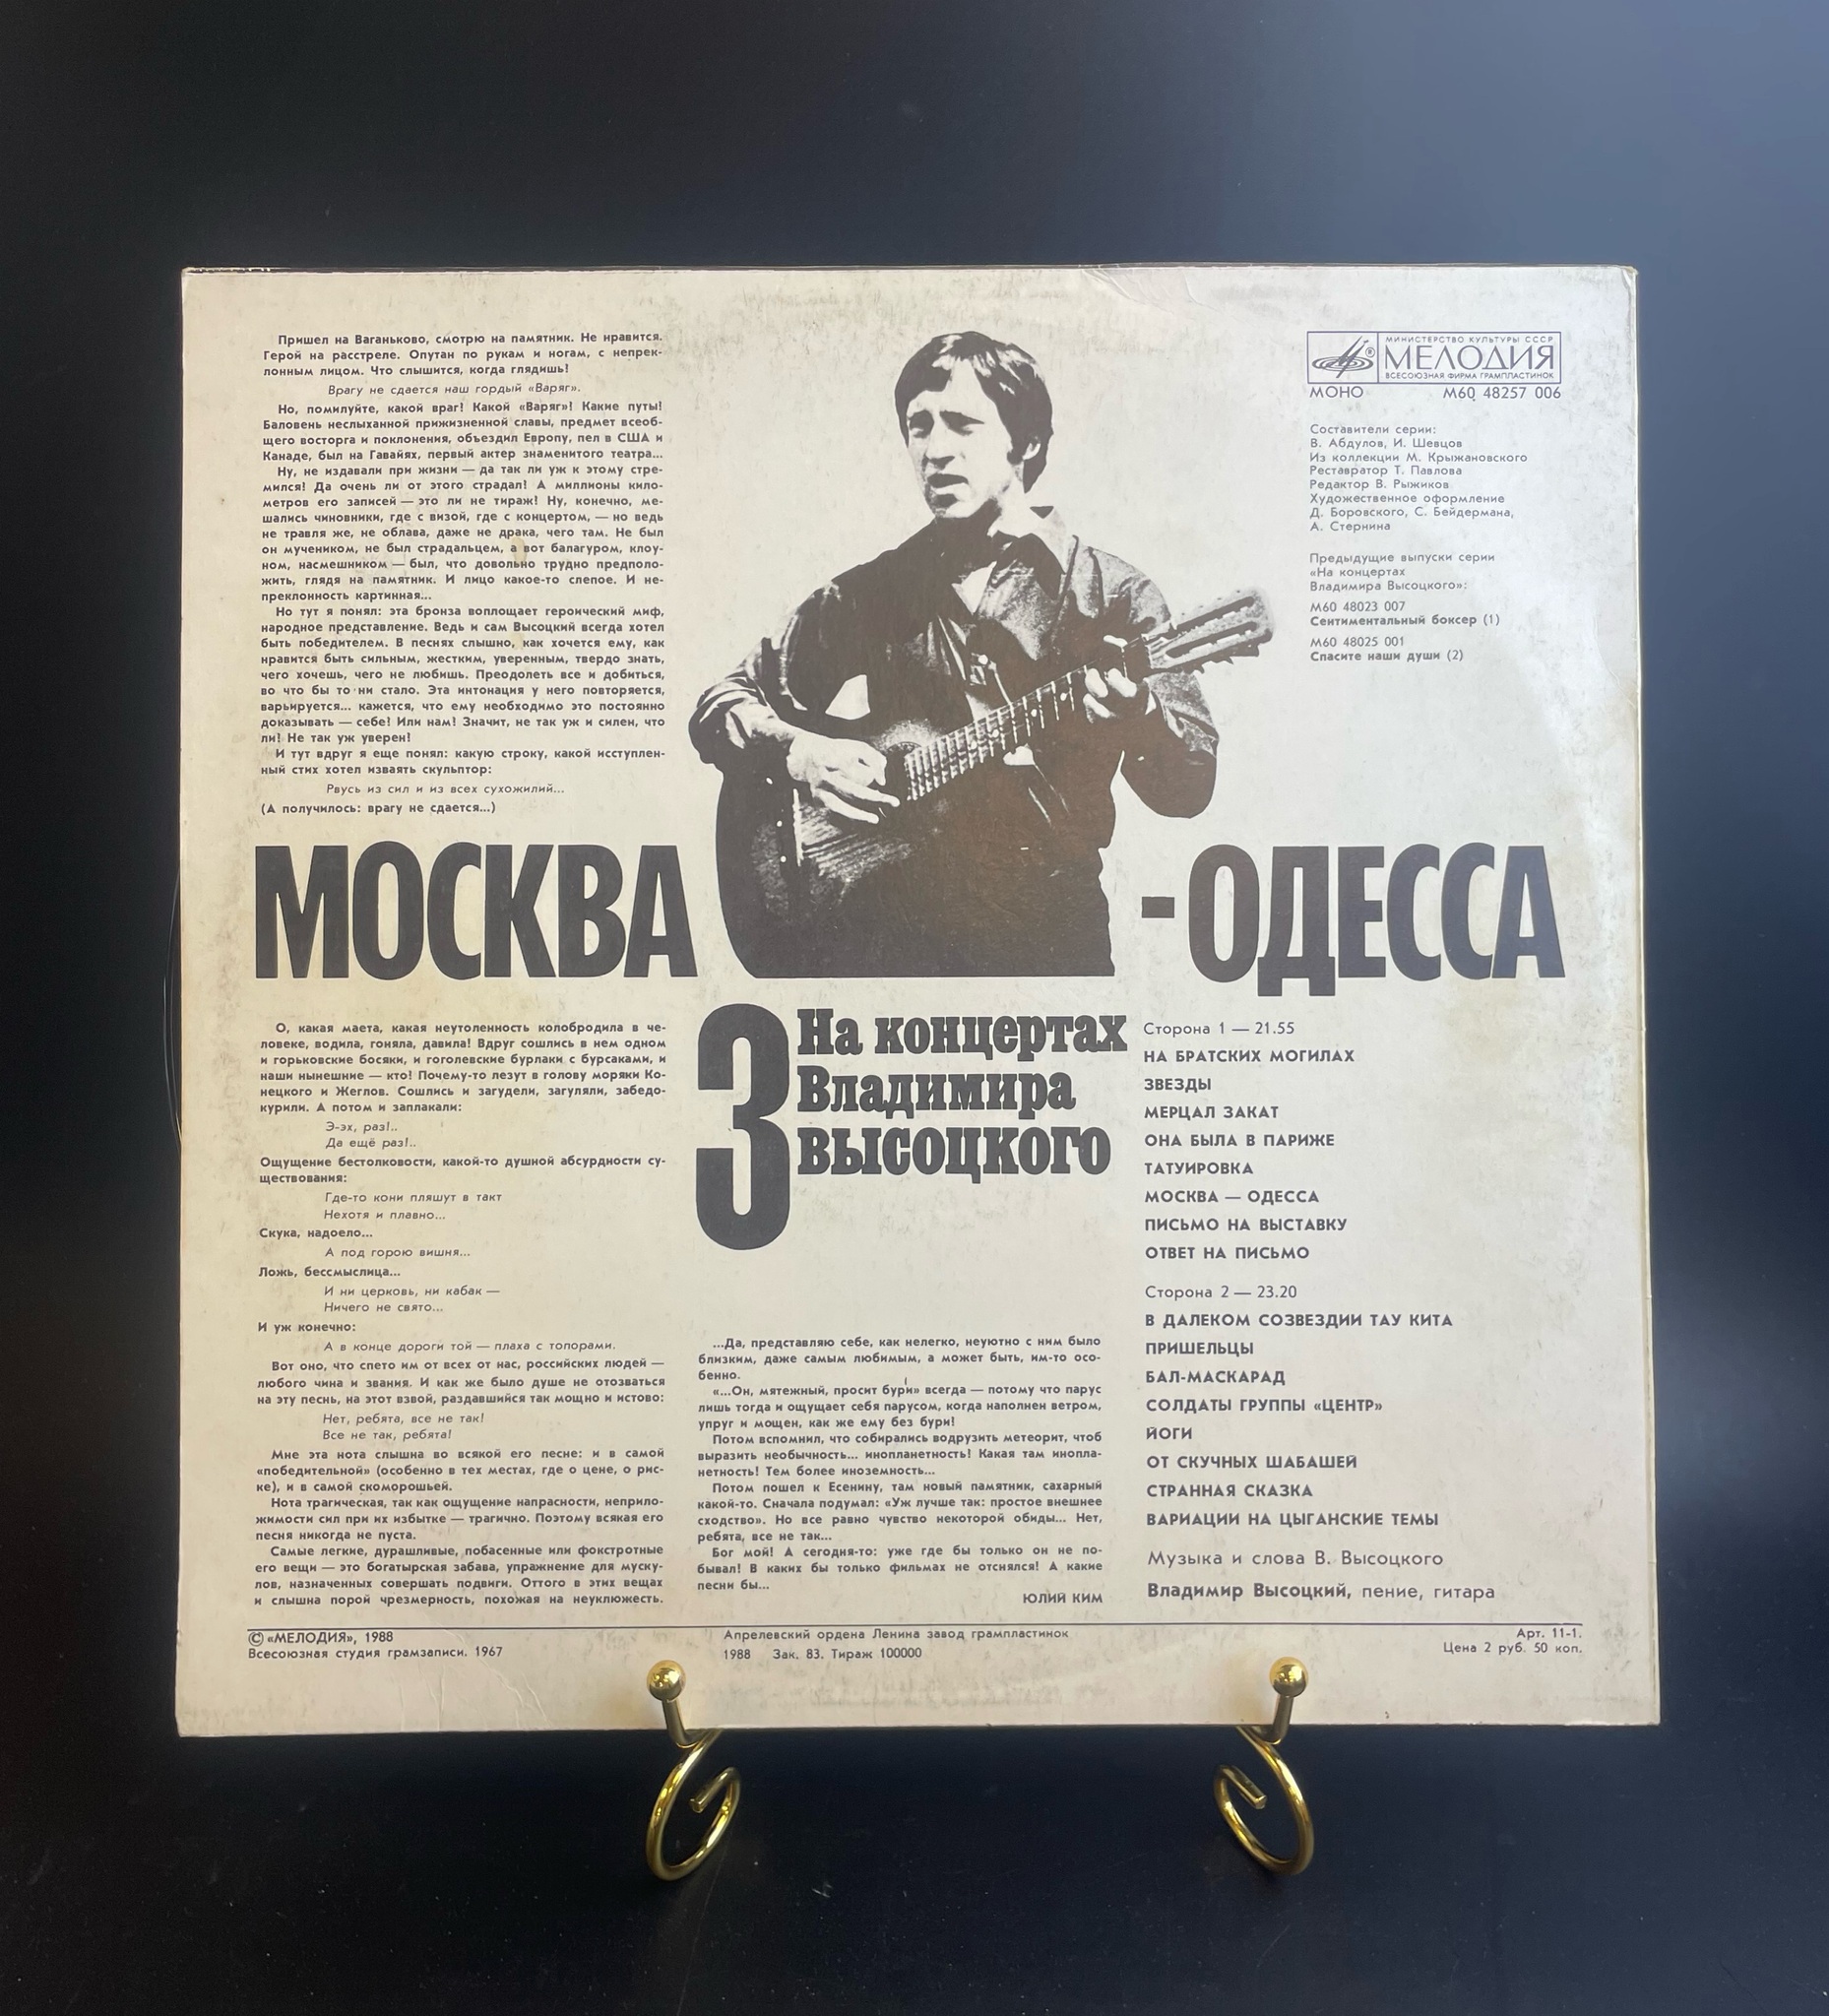 Пришел на Ваганьково, смотрю на памятник. Не нравится.
Герой на расстреле. Опутан по рукам и ногам, с непрек-
лонным лицом. Что слышится, когда глядишь!
Врагу не сдается наш гордый «Варяг».
Но, помилуйте, какой враг! Какой «Варяг»! Какие путы!
Баловень неслыханной прижизненной славы, предмет всеоб-
щего восторга и поклонения, объездил Европу, пел в США и
Канаде, был на Гавайях, первый актер знаменитого театра...
Ну, не издавали при жизни — да так ли уж к этому стре-
мился! Да очень ли от этого страдал! А миллионы кило-
метров его записей — это ли не тираж! Ну, конечно, ме-
шались чиновники, где с визой, где с концертом, — но ведь
не травля же, не облава, даже не драка, чего там. Не был
он мучеником, не был страдальцем, а вот балагуром, клоу-
ном, насмешником — был, что довольно трудно предполо-
жить, глядя на памятник. И лицо какое-то слепое. И не-
преклонность картинная...
Но тут я понял: эта бронза воплощает героический миф,
народное представление. Ведь и сам Высоцкий всегда хотел
быть победителем. В песнях слышно, как хочется ему, как
нравится быть сильным, жестким, уверенным, твердо знать,
чего хочешь, чего не любишь. Преодолеть все и добиться,
во что бы то ни стало. Эта интонация у него повторяется,
варьируется... кажется, что ему необходимо это постоянно
доказывать — себе! Или нам! Значит, не так уж и силен, что
ли! Не так уж уверен!
И тут вдруг я еще понял: какую строку, какой исступлен-
ный стих хотел изваять скульптор:
Рвусь из сил и из всех сухожилий...
(А получилось: врагу не сдается...)
МИНИСТЕРСТВО КУЛЬТУРЫ СССР
МЕЛОДИЯ
ВСЕСОЮЗНАЯ ФИРМА ГРАМПЛАСТИНОК
МОНО М60 48257 006
Составители серии:
В. Абдулов, И. Шевцов
Из коллекции М. Крыжановского
Реставратор Т. Павлова
Редактор В. Рыжиков
Художественное оформление
Д. Боровского, С. Бейдермана,
А. Стернина
Предыдущие выпуски серии
«На концертах
Владимира Высоцкого»:
М60 48023 007
Сентиментальный боксер (1)
М60 48025 001
Спасите наши души (2)
МОСКВА -ОДЕССА
3 На концертах
Владимира
Высоцкого
О, какая маета, какая неутоленность колобродила в че-
ловеке, водила, гоняла, давила! Вдруг сошлись в нем одном
и горьковские босяки, и гоголевские бурлаки с бурсаками, и
наши нынешние — кто! Почему-то лезут в голову моряки Ко-
нецкого и Жеглов. Сошлись и загудели, загуляли, забедо-
курили. А потом и заплакали:
Э-эх, раз!..
Да ещё раз!..
Ощущение бестолковости, какой-то душной абсурдности су-
ществования:
Где-то кони пляшут в такт
Нехотя и плавно...
Скука, надоело...
А под горою вишня...
Ложь, бессмыслица...
И ни церковь, ни кабак —
Ничего не свято...
И уж конечно:
А в конце дороги той — плаха с топорами.
Вот оно, что спето им от всех от нас, российских людей —
любого чина и звания. И как же было душе не отозваться
на эту песнь, на этот взвой, раздавшийся так мощно и истово:
Нет, ребята, все не так!
Все не так, ребята!
Мне эта нота слышна во всякой его песне: и в самой
«победительной» (особенно в тех местах, где о цене, о рис-
ке), и в самой скоморошьей.
Нота трагическая, так как ощущение напрасности, неприло-
жимости сил при их избытке — трагично. Поэтому всякая его
песня никогда не пуста.
Самые легкие, дурашливые, побасенные или фокстротные
его вещи — это богатырская забава, упражнение для муску-
лов, назначенных совершать подвиги. Оттого в этих вещах
и слышна порой чрезмерность, похожая на неуклюжесть.
...Да, представляю себе, как нелегко, неуютно с ним было
близким, даже самым любимым, а может быть, им-то осо-
бенно.
«...Он, мятежный, просит бури» всегда — потому что парус
лишь тогда и ощущает себя парусом, когда наполнен ветром,
упруг и мощен, как же ему без бури!
Потом вспомнил, что собирались водрузить метеорит, чтоб
выразить необычность... инопланетность! Какая там инопла-
нетность! Тем более иноземность...
Потом пошел к Есенину, там новый памятник, сахарный
какой-то. Сначала подумал: «Уж лучше так: простое внешнее
сходство». Но все равно чувство некоторой обиды... Нет,
ребята, все не так...
Бог мой! А сегодня-то: уже где бы только он не по-
бывал! В каких бы только фильмах не отснялся! А какие
песни бы...
ЮЛИЙ КИМ
Сторона 1 — 21.55
НА БРАТСКИХ МОГИЛАХ
ЗВЕЗДЫ
МЕРЦАЛ ЗАКАТ
ОНА БЫЛА В ПАРИЖЕ
ТАТУИРОВКА
МОСКВА — ОДЕССА
ПИСЬМО НА ВЫСТАВКУ
ОТВЕТ НА ПИСЬМО
Сторона 2 — 23.20
В ДАЛЕКОМ СОЗВЕЗДИИ ТАУ КИТА
ПРИШЕЛЬЦЫ
БАЛ-МАСКАРАД
СОЛДАТЫ ГРУППЫ «ЦЕНТР»
ЙОГИ
ОТ СКУЧНЫХ ШАБАШЕЙ
СТРАННАЯ СКАЗКА
ВАРИАЦИИ НА ЦЫГАНСКИЕ ТЕМЫ
Музыка и слова В. Высоцкого
Владимир Высоцкий, пение, гитара
© «МЕЛОДИЯ», 1988
Всесоюзная студия грамзаписи. 1967
Апрелевский ордена Ленина завод грампластинок
1988 Зак. 83. Тираж 100000
Арт. 11-1.
Цена 2 руб. 50 коп.